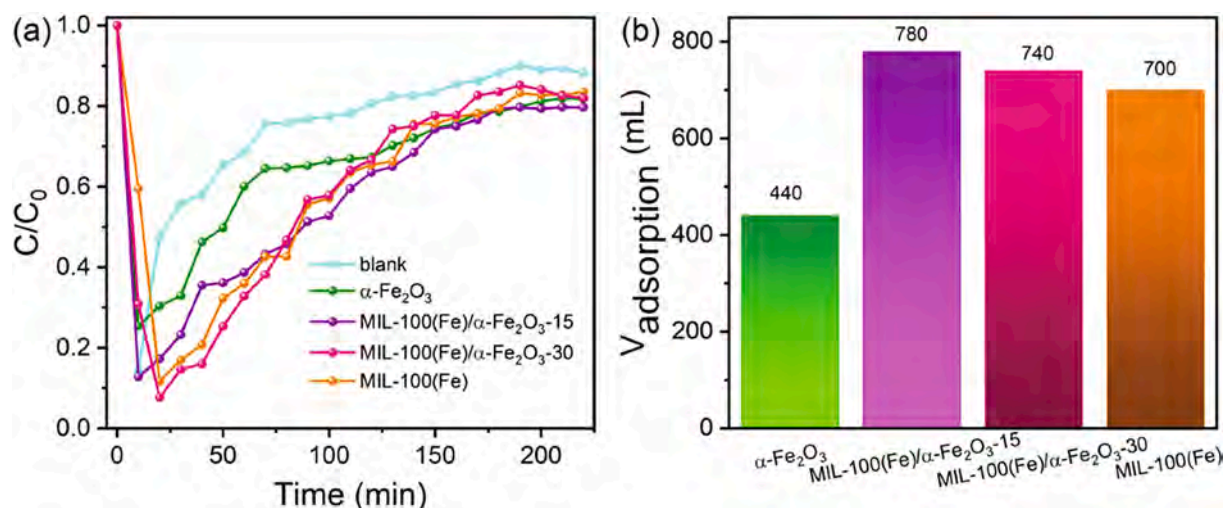 (a)
C/C₀
1.0
0.8
0.6
0.4
0.2
0.0
blank
α-Fe₂O₃
MIL-100(Fe)/α-Fe₂O₃-15
MIL-100(Fe)/α-Fe₂O₃-30
MIL-100(Fe)
0
50
100
150
200
Time (min)
(b)
V adsorption (mL)
800
600
400
200
0
440
780
740
700
α-Fe₂O₃
MIL-100(Fe)/α-Fe₂O₃-15
MIL-100(Fe)/α-Fe₂O₃-30
MIL-100(Fe)